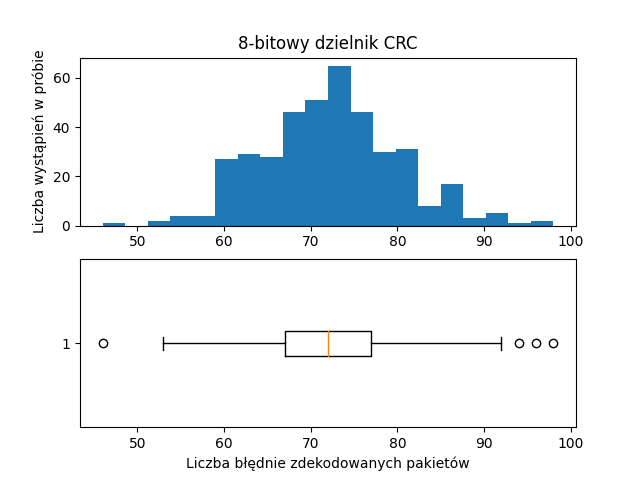 8-bitowy dzielnik CRC
Liczba wystąpień w próbie
60
40
20
0
50 60 70 80 90 100
1
50 60 70 80 90 100
Liczba błędnie zdekodowanych pakietów